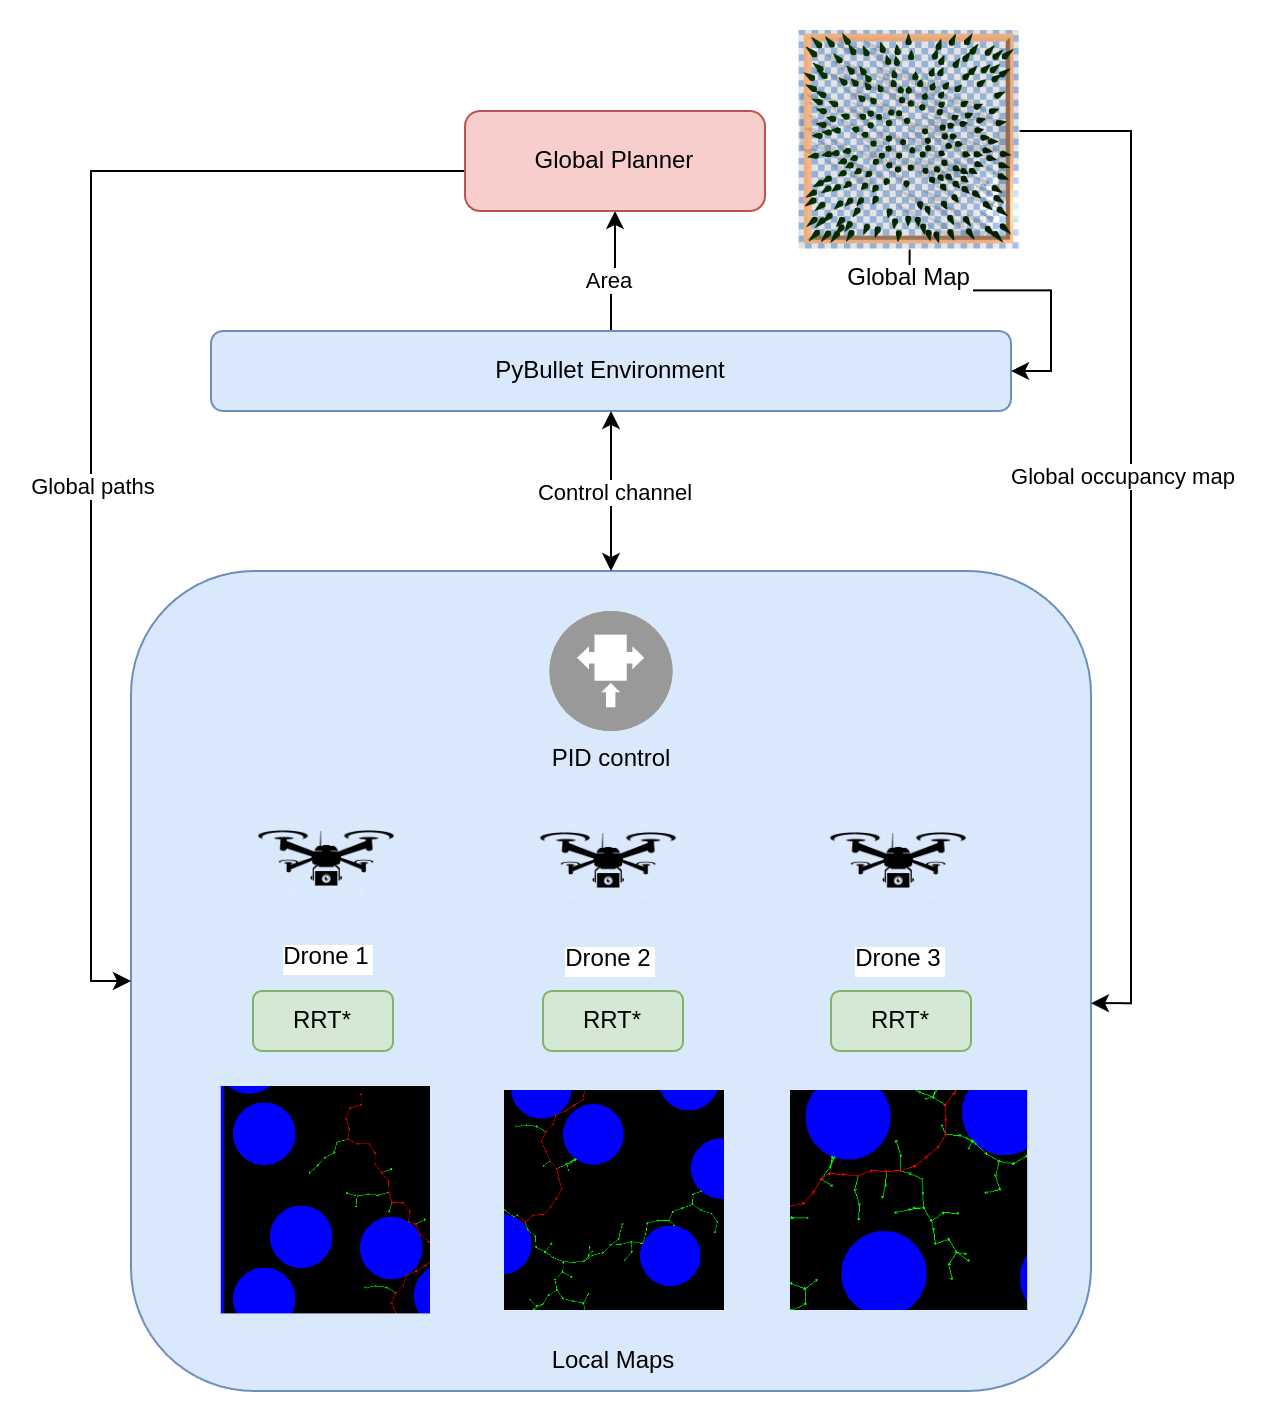 Global Planner
Global Map
Area
PyBullet Environment
Global paths
Control channel
Global occupancy map
PID control
Drone 1
Drone 2
Drone 3
RRT*
RRT*
RRT*
Local Maps